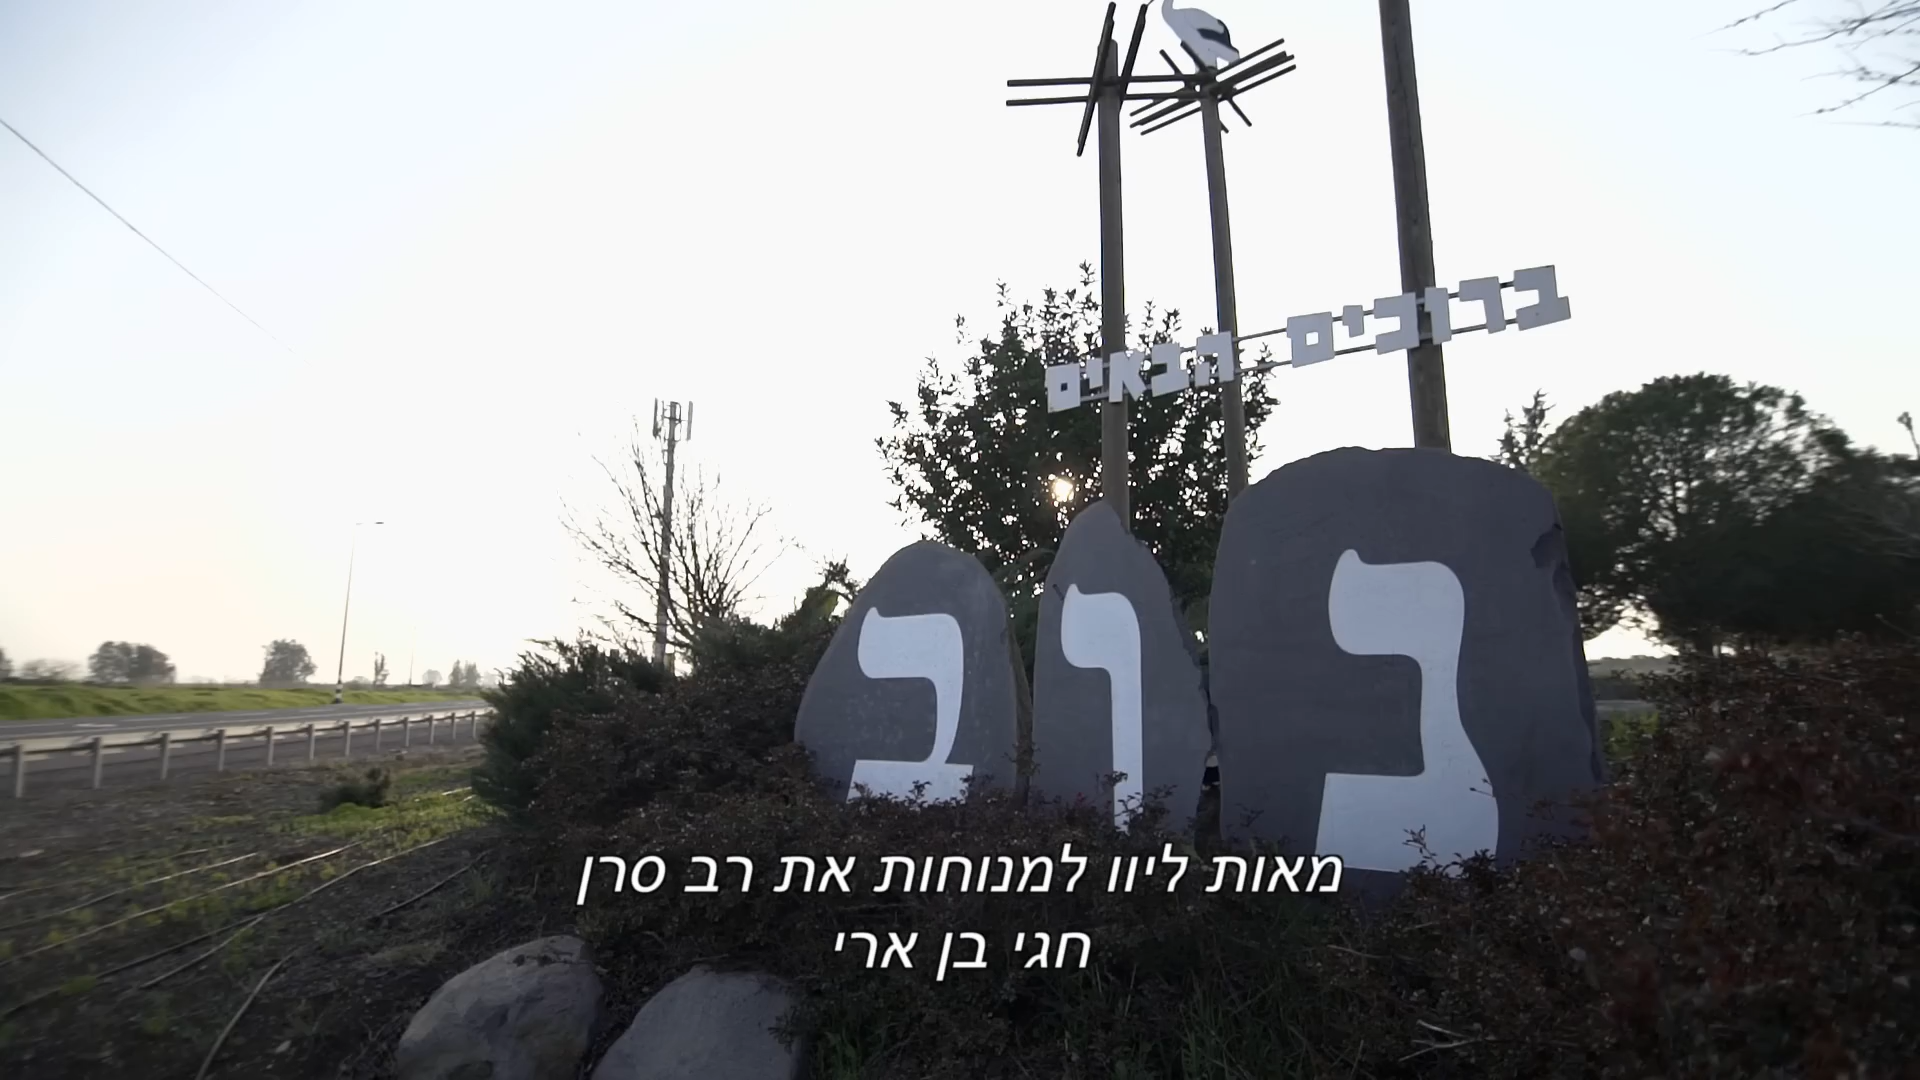 ברוכים הבאים
נוב
מאות ליוו למנוחות את רב סרן
חגי בן ארי